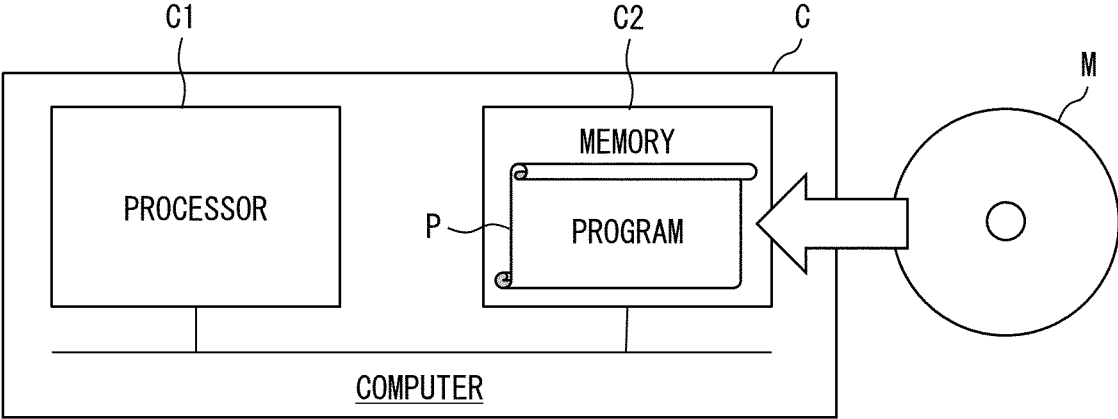 C1
C2
C
M
MEMORY
PROCESSOR
P
PROGRAM
COMPUTER